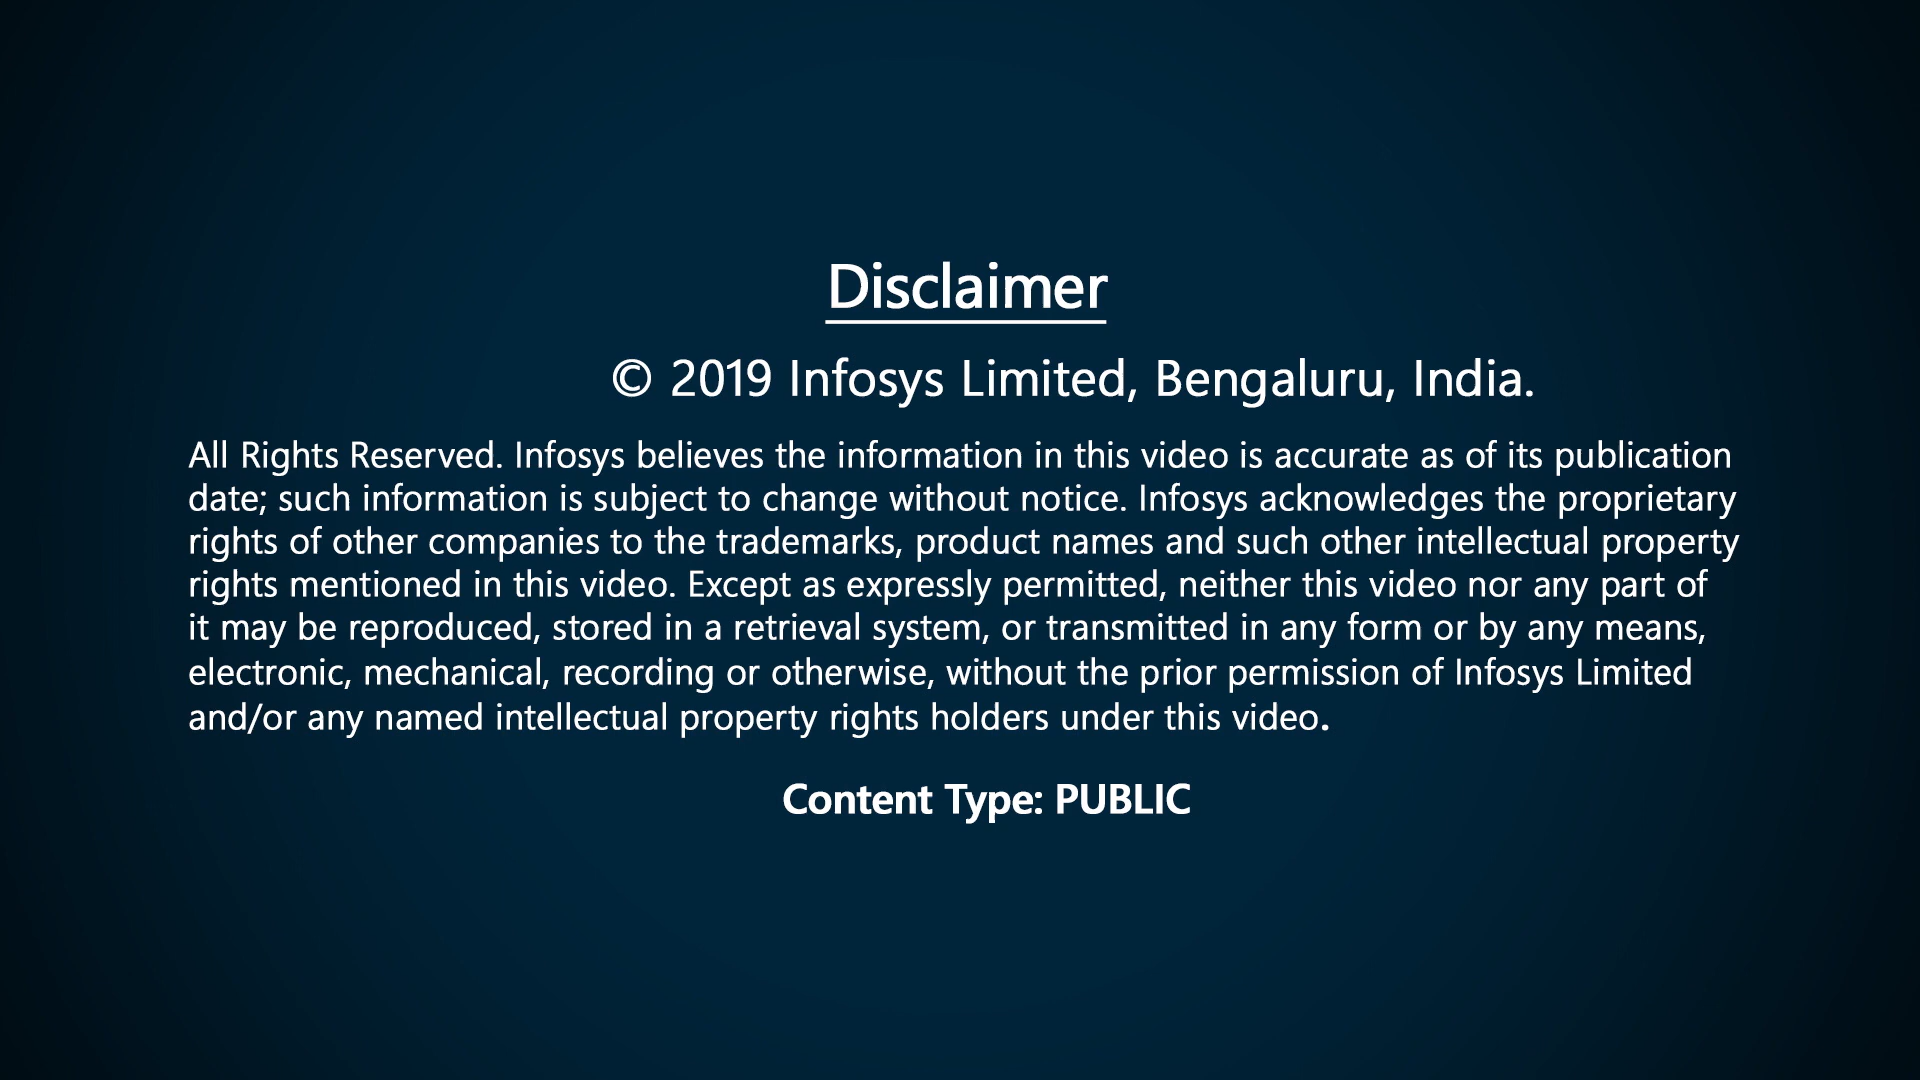 Disclaimer
© 2019 Infosys Limited, Bengaluru, India.
All Rights Reserved. Infosys believes the information in this video is accurate as of its publication
date; such information is subject to change without notice. Infosys acknowledges the proprietary
rights of other companies to the trademarks, product names and such other intellectual property
rights mentioned in this video. Except as expressly permitted, neither this video nor any part of
it may be reproduced, stored in a retrieval system, or transmitted in any form or by any means,
electronic, mechanical, recording or otherwise, without the prior permission of Infosys Limited
and/or any named intellectual property rights holders under this video.
Content Type: PUBLIC